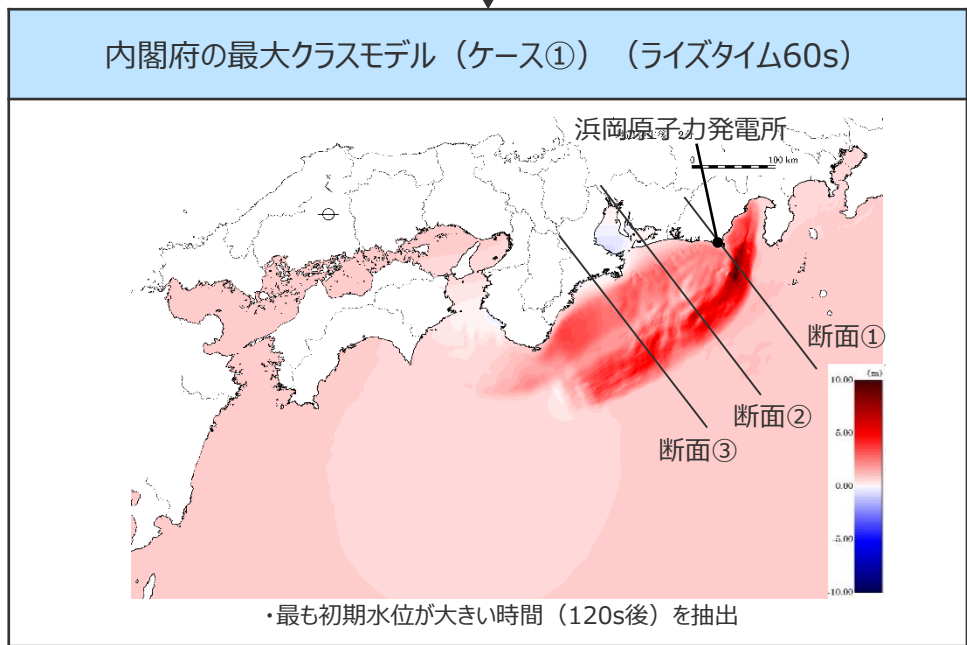 内閣府の最大クラスモデル（ケース①）（ライズタイム60s）
浜岡原子力発電所
0 100 km
N
断面①
断面②
断面③
(m)
10.00
5.00
0.00
-5.00
-10.00
・最も初期水位が大きい時間（120s後）を抽出